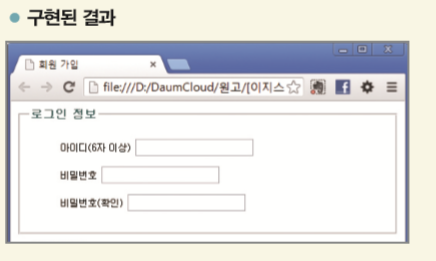 구현된 결과
회원 가입
file:///D:/DaumCloud/원고/[이지스
로그인 정보
아이디(6자 이상)
비밀번호
비밀번호(확인)